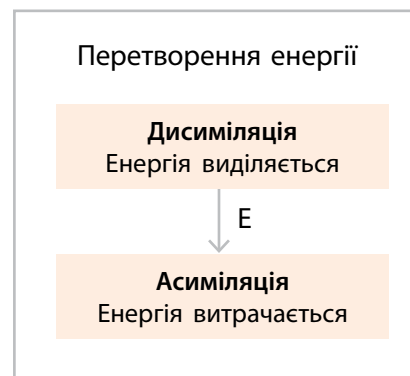 Перетворення енергії
Дисиміляція
Енергія виділяється
Е
Асиміляція
Енергія витрачається